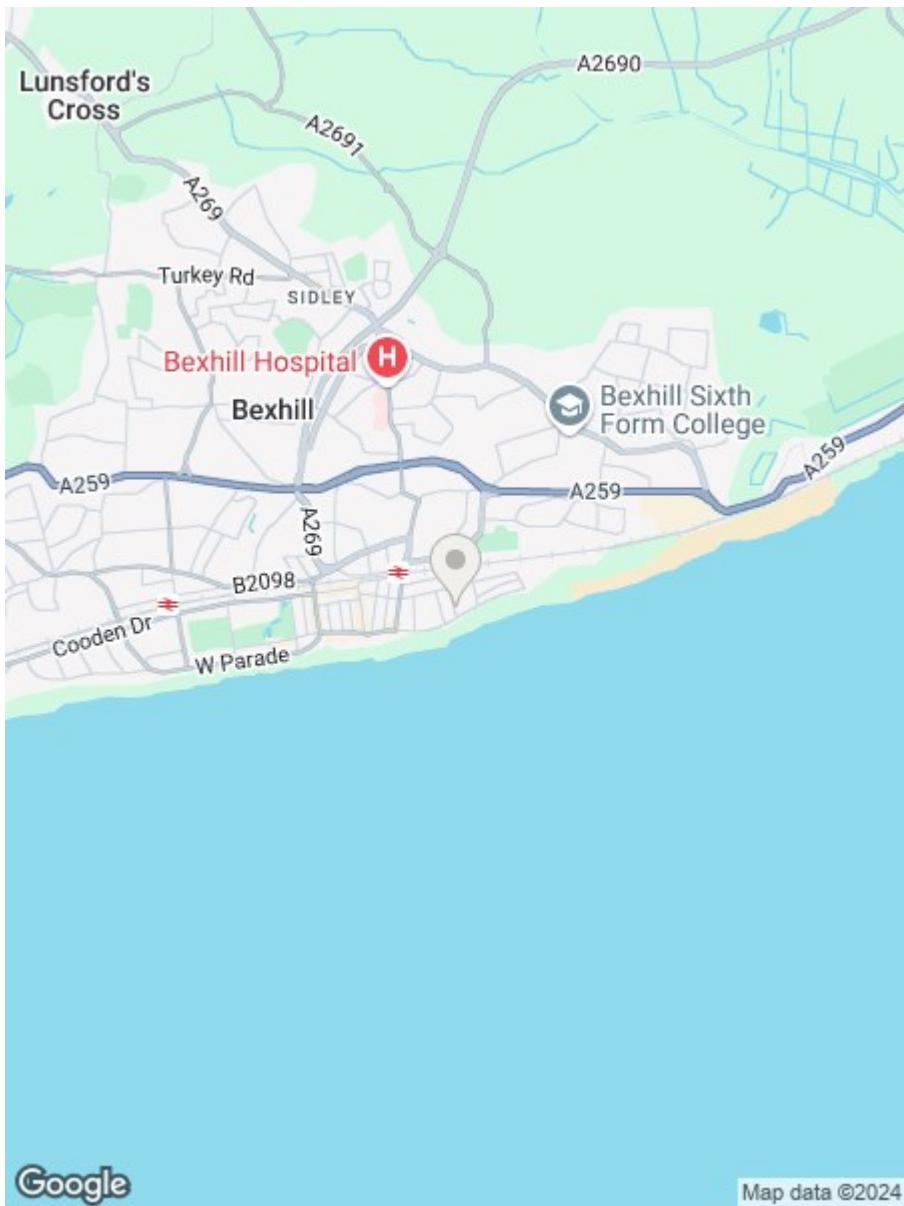 A2690
Lunsford's
Cross
A2691
A269
Turkey Rd
SIDLEY
Bexhill Hospital
H
Bexhill
Bexhill Sixth
Form College
A259
A259
A259
A269
B2098
Cooden Dr
W Parade
Google
Map data ©2024